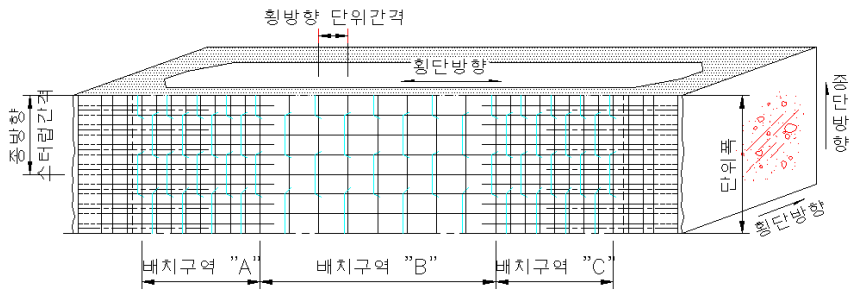 횡방향 단위간격
횡단방향
종방향
스터럽간격
단위폭
종단방향
횡단방향
배치구역 "A"
배치구역 "B"
배치구역 "C"